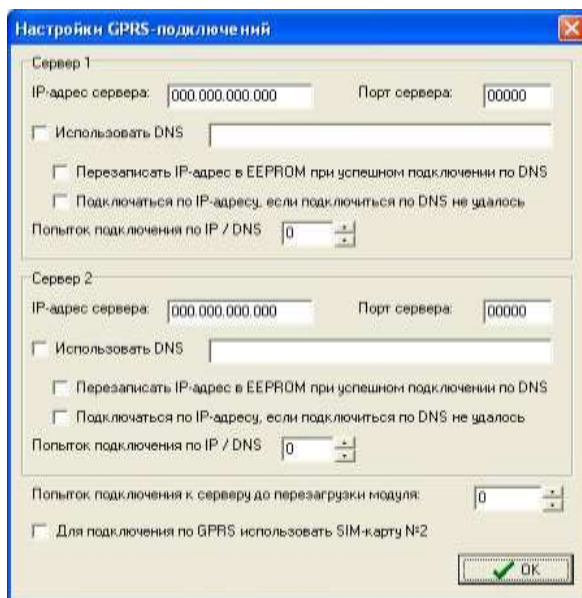 Настройки GPRS-подключений
Сервер 1
IP-адрес сервера: 000.000.000.000 Порт сервера: 00000
Использовать DNS
Перезаписать IP-адрес в EEPROM при успешном подключении по DNS
Подключаться по IP-адресу, если подключиться по DNS не удалось
Попыток подключения по IP / DNS 0
Сервер 2
IP-адрес сервера: 000.000.000.000 Порт сервера: 00000
Использовать DNS
Перезаписать IP-адрес в EEPROM при успешном подключении по DNS
Подключаться по IP-адресу, если подключиться по DNS не удалось
Попыток подключения по IP / DNS 0
Попыток подключения к серверу до перезагрузки модуля: 0
Для подключения по GPRS использовать SIM-карту №2
OK